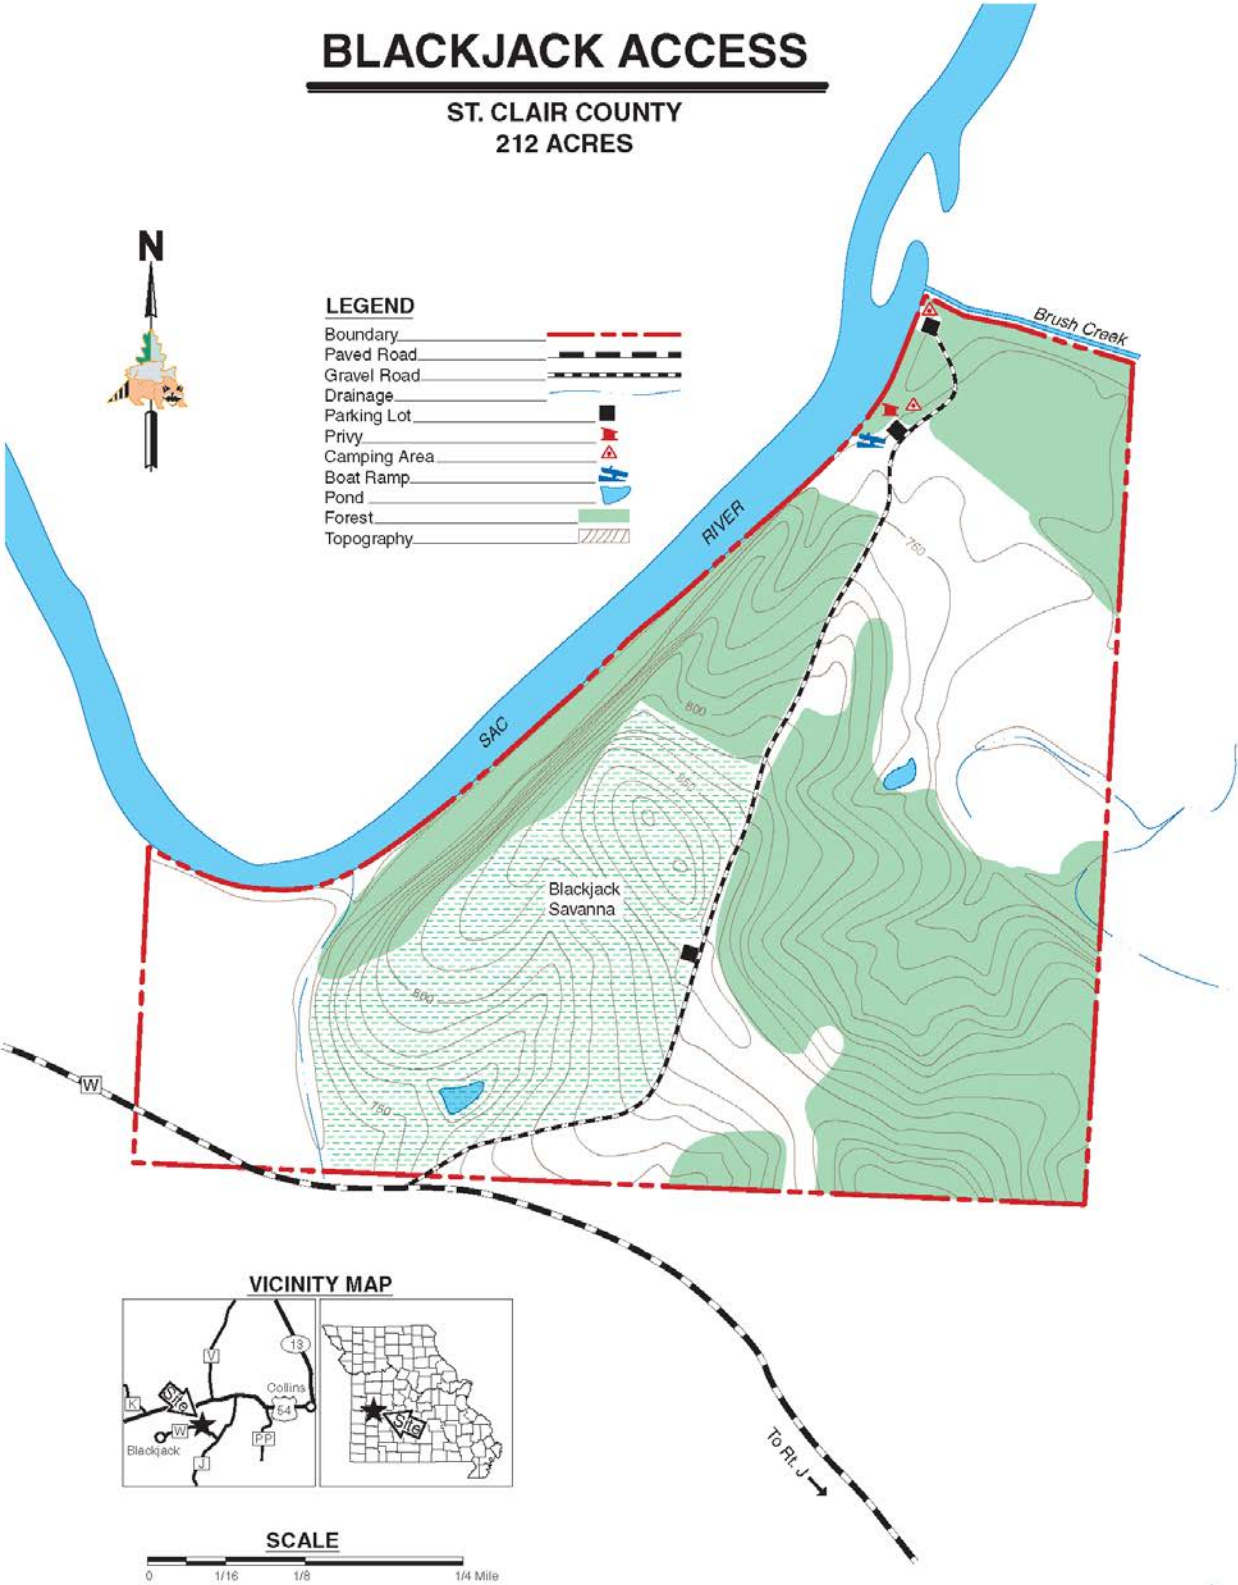 BLACKJACK ACCESS
ST. CLAIR COUNTY
212 ACRES
N
LEGEND
Boundary
Paved Road
Gravel Road
Drainage
Parking Lot
Privy
Camping Area
Boat Ramp
Pond
Forest
Topography
Brush Creek
RIVER
SAC
760
800
850
Blackjack
Savanna
800
760
W
VICINITY MAP
V
13
Collins
54
K
Site
W
Blackjack
PP
J
Site
To Rt. J
SCALE
0 1/16 1/8 1/4 Mile